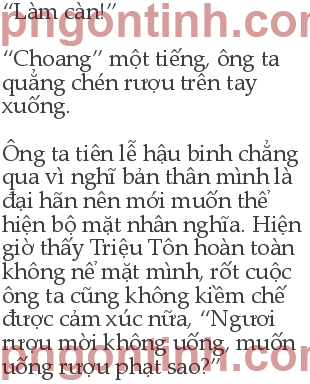 pngontinh.com
“Làm càn!”
“Choang” một tiếng, ông ta
quẳng chén rượu trên tay
xuống.
Ông ta tiên lễ hậu binh chẳng
qua vì nghĩ bản thân mình là
đại hãn nên mới muốn thể
hiện bộ mặt nhân nghĩa. Hiện
giờ thấy Triệu Tôn hoàn toàn
không nể mặt mình, rốt cuộc
ông ta cũng không kiềm chế
được cảm xúc nữa, “Ngươi
rượu mời không uống, muốn
uống rượu phạt sao?”
pngontinh.com